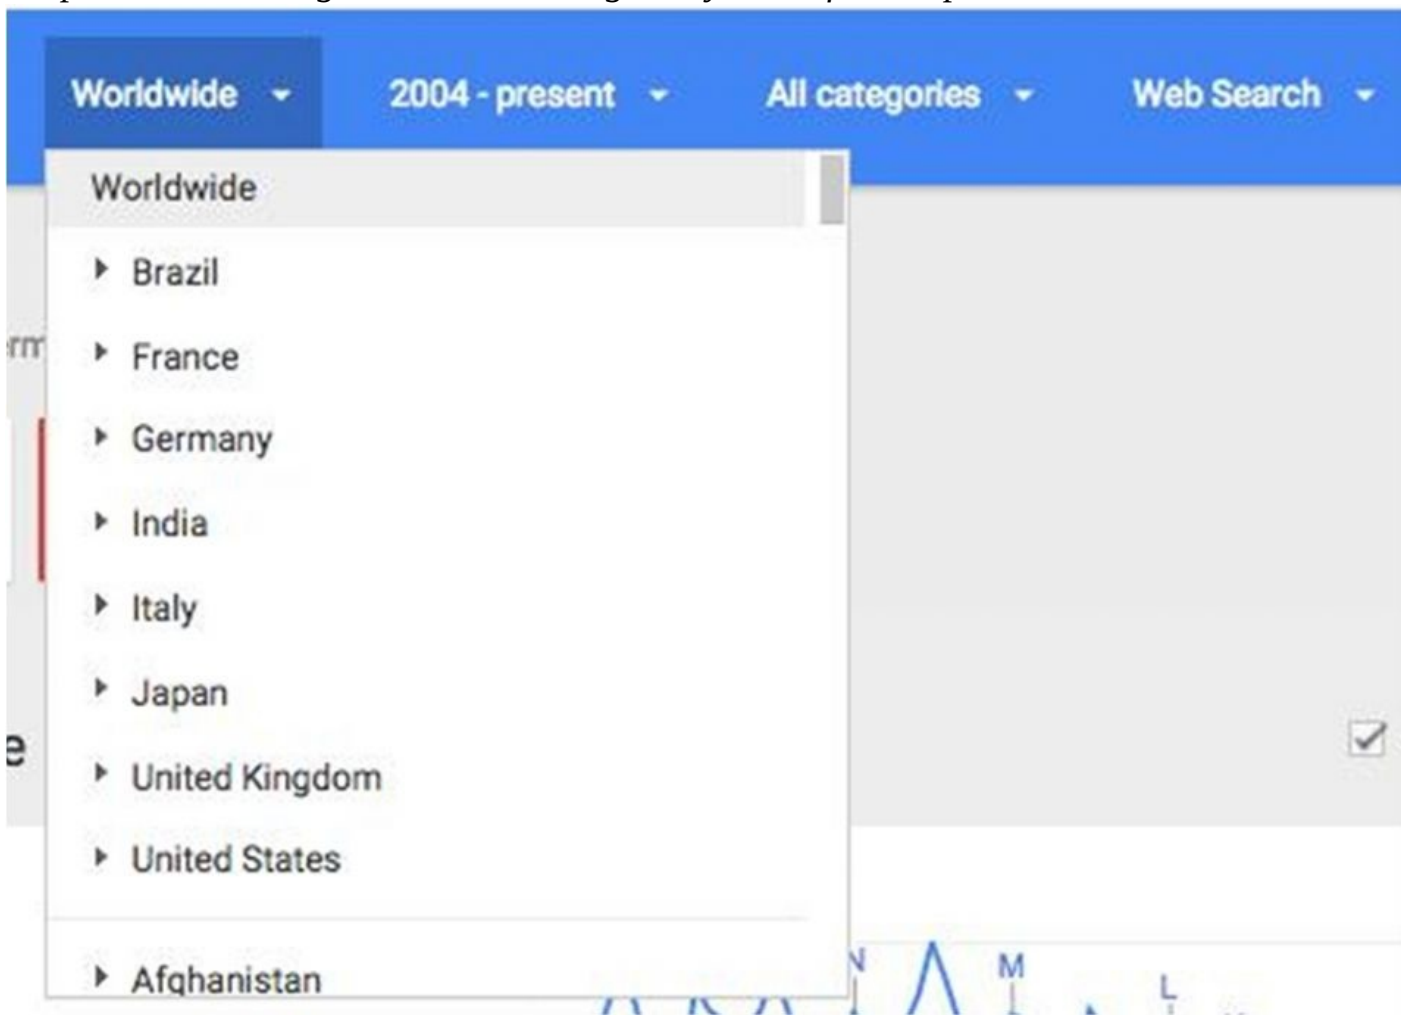 Worldwide 2004 - present All categories Web Search
Worldwide
Brazil
France
Germany
India
Italy
Japan
United Kingdom
United States
Afghanistan
N M L